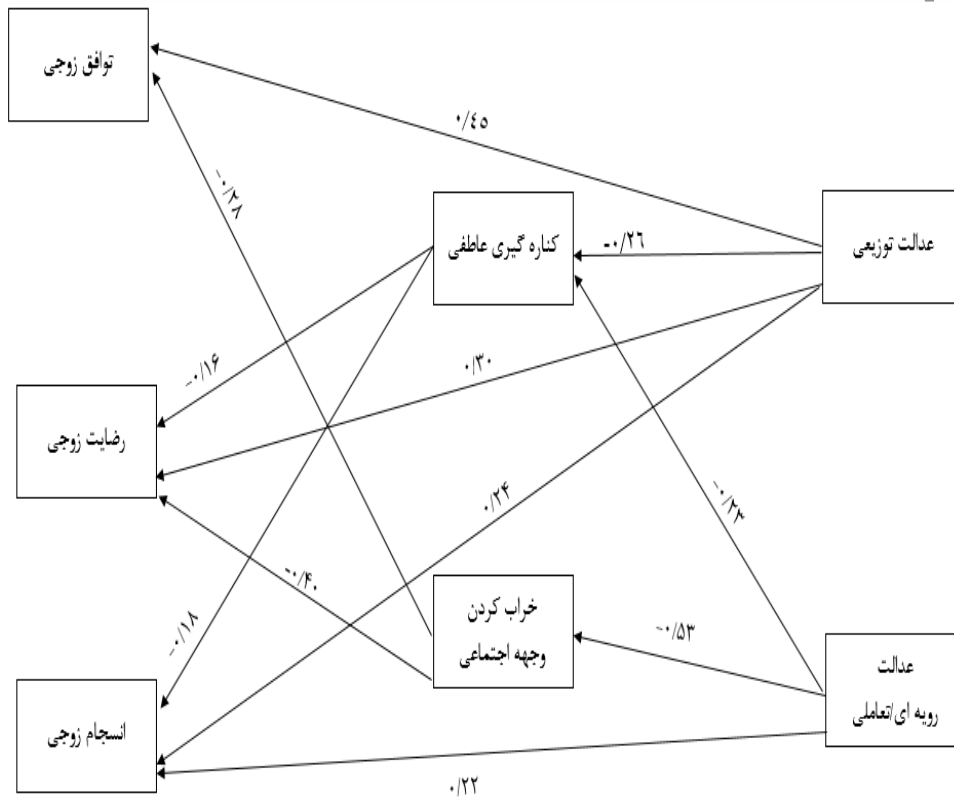 توافق زوجی
۰/٤٥
-۰/۲۸
کناره گیری عاطفی
-۰/۲٦
عدالت توزیعی
-۰/۱۶
۰/۳۰
رضایت زوجی
۰/۲۴
-۰/۲۳
-۰/۴۰
خراب کردن
وجهه اجتماعی
-۰/۵۳
-۰/۱۸
عدالت
رویه ای/تعاملی
انسجام زوجی
۰/۲۲